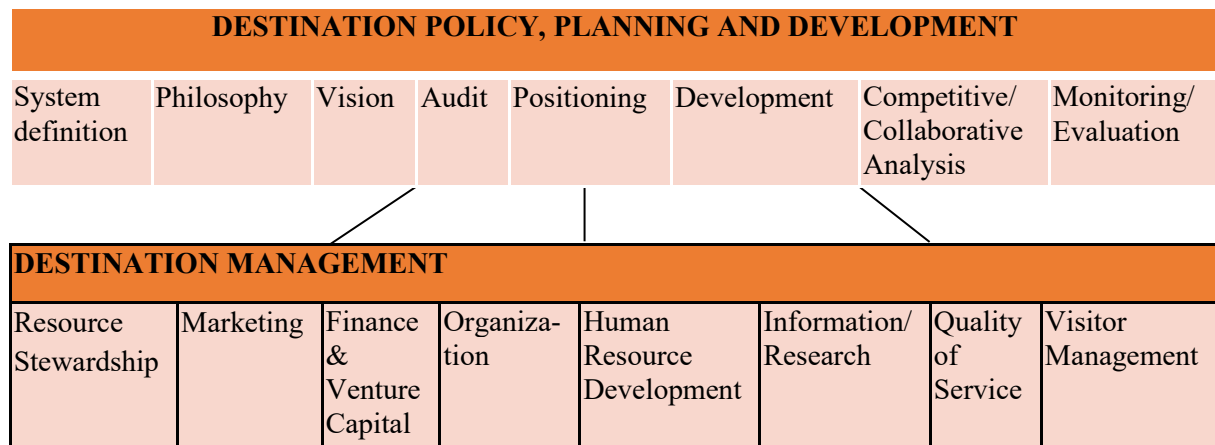 DESTINATION POLICY, PLANNING AND DEVELOPMENT
System
definition
Philosophy
Vision
Audit
Positioning
Development
Competitive/
Collaborative
Analysis
Monitoring/
Evaluation
DESTINATION MANAGEMENT
Resource
Stewardship
Marketing
Finance
&
Venture
Capital
Organiza-
tion
Human
Resource
Development
Information/
Research
Quality
of
Service
Visitor
Management